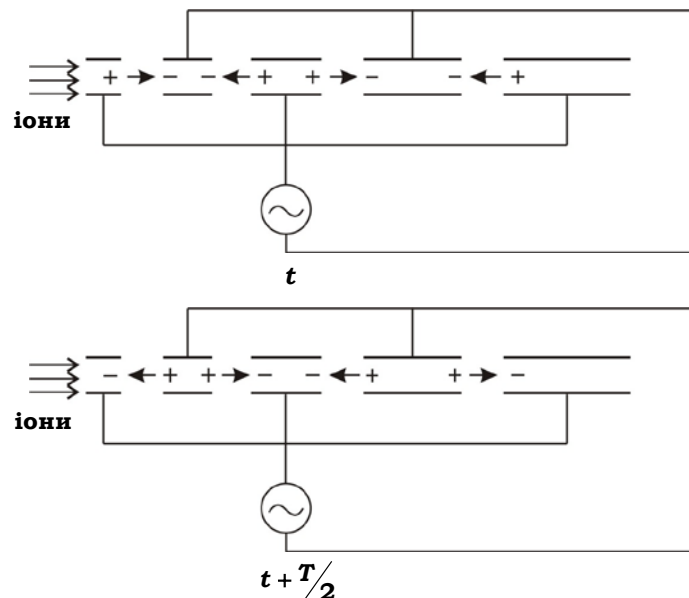 + − − + + − − +
іони
t
− + + − − + + −
іони
t + T/2